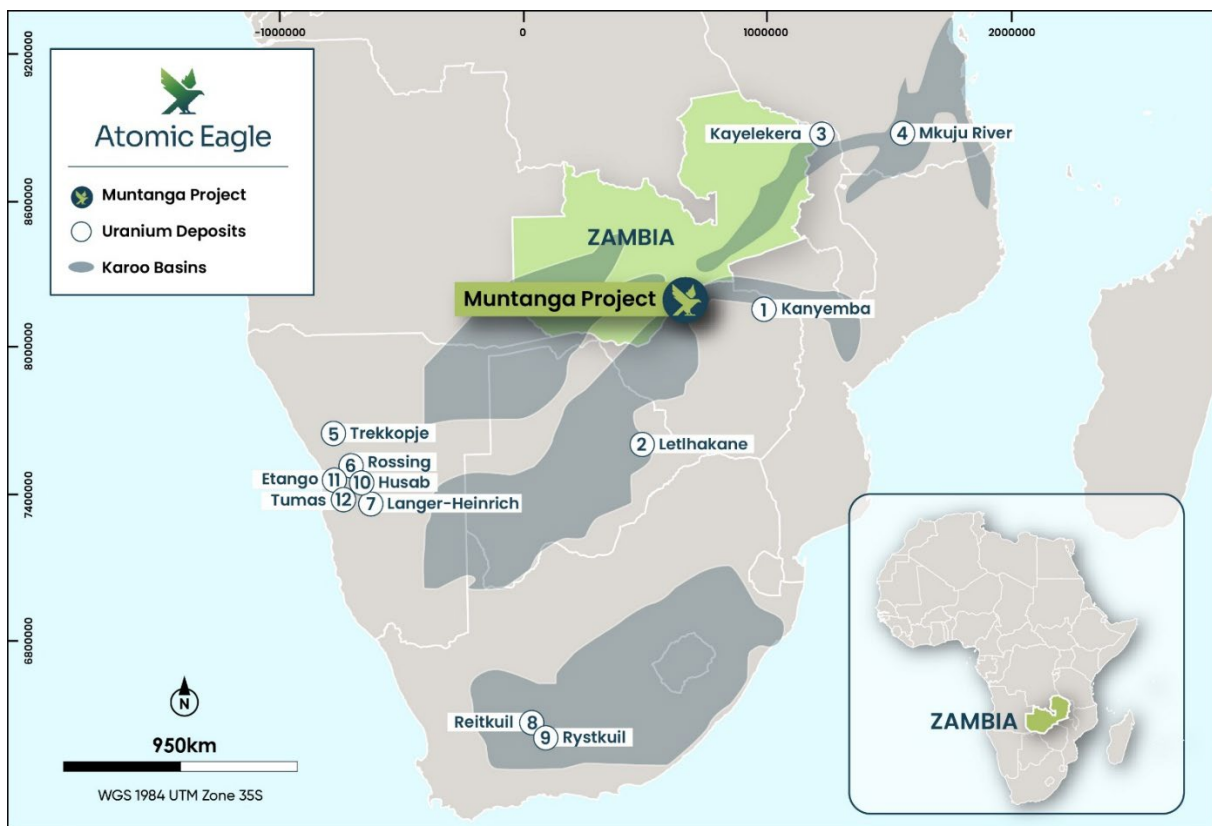 -1000000
0
1000000
2000000
9200000
8600000
8000000
7400000
6800000
Atomic Eagle
Muntanga Project
Uranium Deposits
Karoo Basins
Kayelekera 3
4 Mkuju River
ZAMBIA
Muntanga Project
1 Kanyemba
5 Trekkopje
2 Letlhakane
6 Rossing
Etango 11
10 Husab
Tumas 12
7 Langer-Heinrich
Reitkuil 8
9 Rystkuil
N
950km
WGS 1984 UTM Zone 35S
ZAMBIA